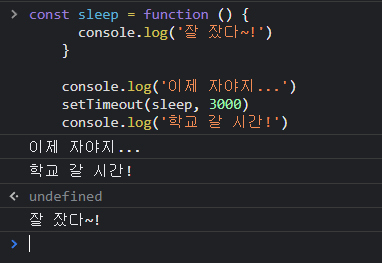 const sleep = function () {
console.log('잘 잤다~!')
}
console.log('이제 자야지...')
setTimeout(sleep, 3000)
console.log('학교 갈 시간!')
이제 자야지...
학교 갈 시간!
undefined
잘 잤다~!